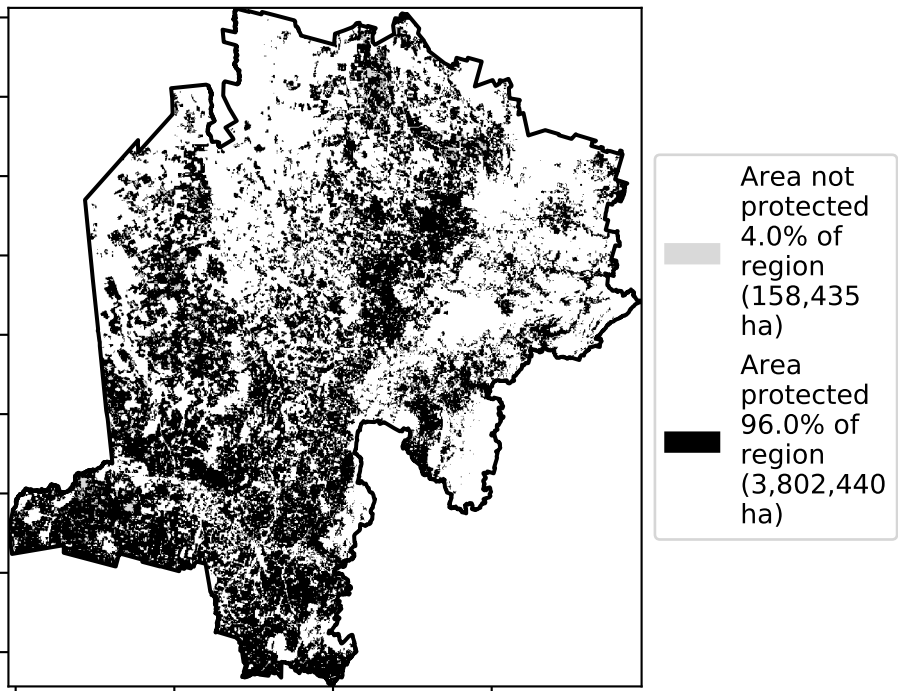 Area not
protected
4.0% of
region
(158,435
ha)
Area
protected
96.0% of
region
(3,802,440
ha)